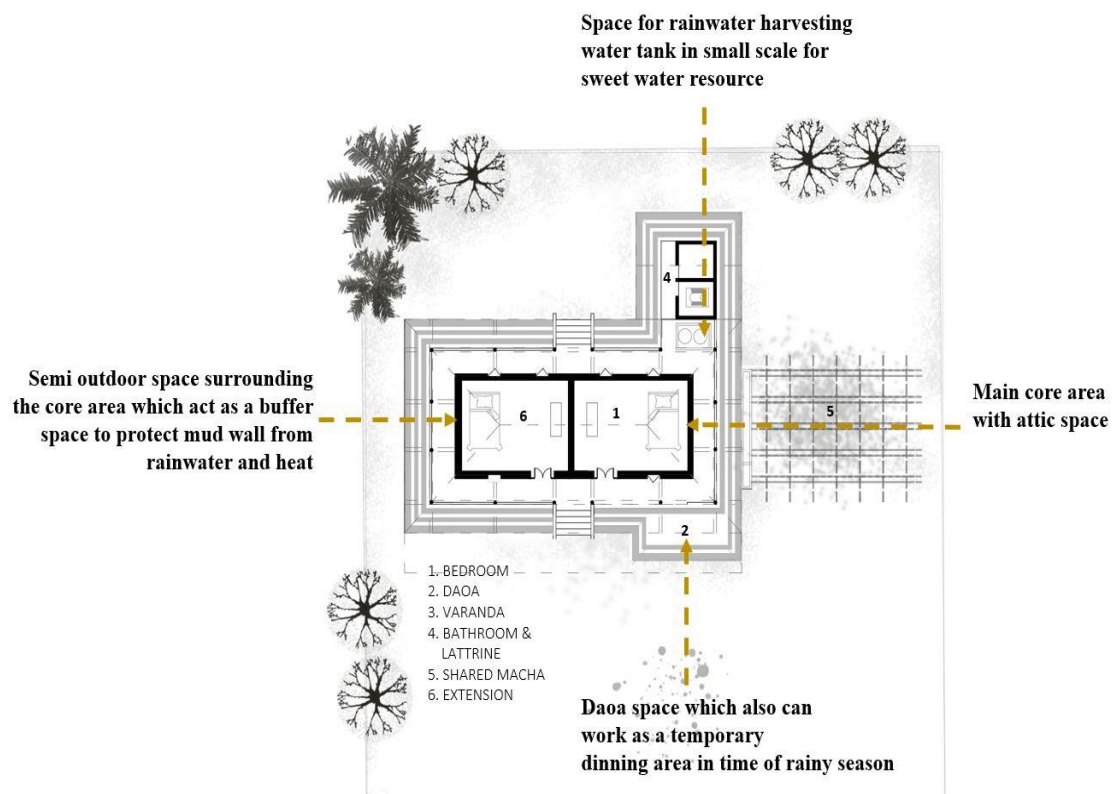 Space for rainwater harvesting
water tank in small scale for
sweet water resource
4
Semi outdoor space surrounding
the core area which act as a buffer
space to protect mud wall from
rainwater and heat
6
1
5
Main core area
with attic space
2
1. BEDROOM
2. DAOA
3. VARANDA
4. BATHROOM &
LATTRINE
5. SHARED MACHA
6. EXTENSION
Daoa space which also can
work as a temporary
dinning area in time of rainy season